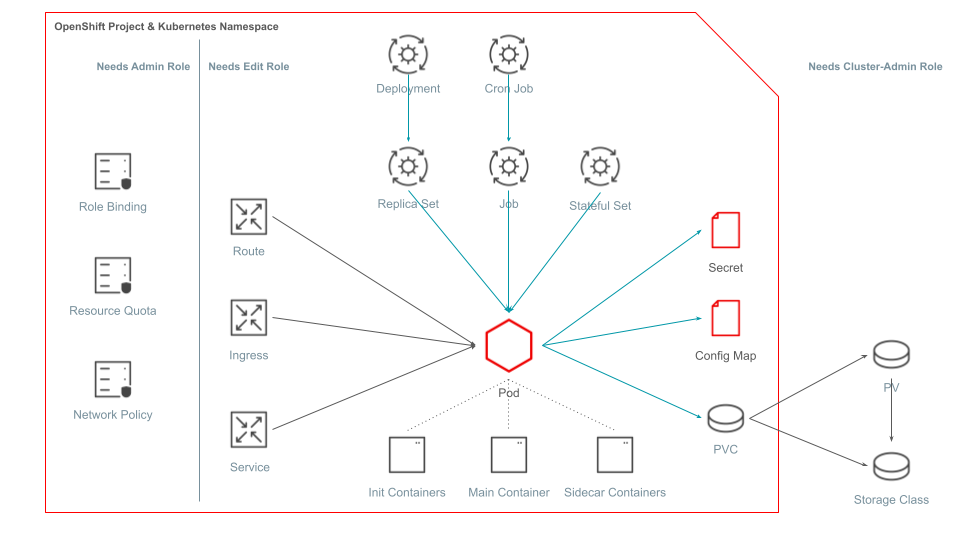 OpenShift Project & Kubernetes Namespace
Needs Admin Role
Needs Edit Role
Needs Cluster-Admin Role
Deployment
Cron Job
Role Binding
Replica Set
Job
Stateful Set
Route
Secret
Resource Quota
Ingress
Config Map
Network Policy
Pod
PV
Service
PVC
Init Containers
Main Container
Sidecar Containers
Storage Class